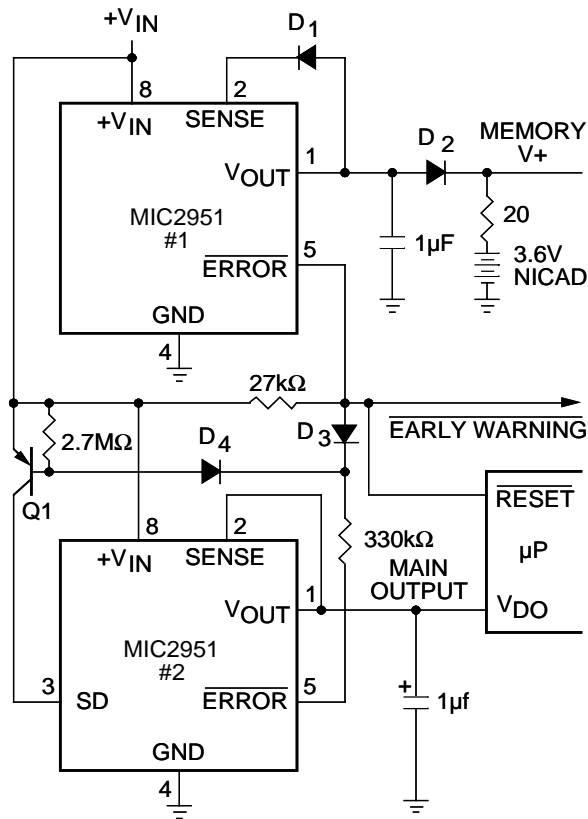 +VIN
D1
8
2
+VIN
SENSE
1
VOUT
D2
MEMORY
V+
MIC2951
#1
1µF
20
3.6V
NICAD
5
ERROR
GND
4
27kΩ
EARLY WARNING
2.7MΩ
D4
D3
Q1
RESET
8
2
+VIN
SENSE
330kΩ
µP
MAIN
OUTPUT
1
VOUT
VDO
MIC2951
#2
3
SD
5
ERROR
+
1µf
GND
4